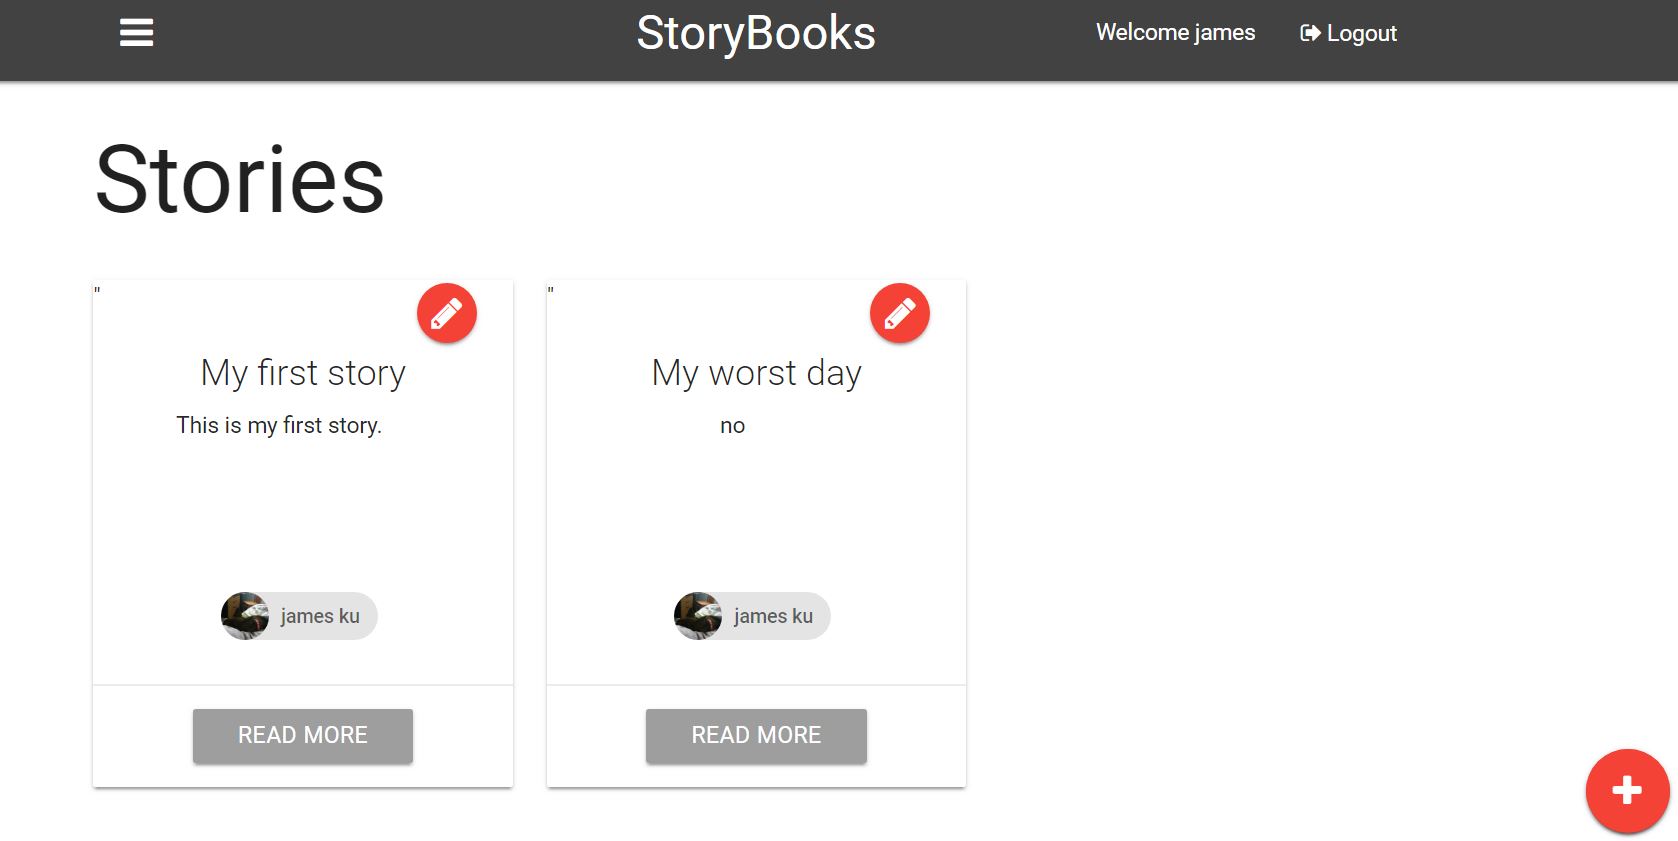 StoryBooks
Welcome james
Logout
Stories
"
My first story
This is my first story.
james ku
READ MORE
"
My worst day
no
james ku
READ MORE